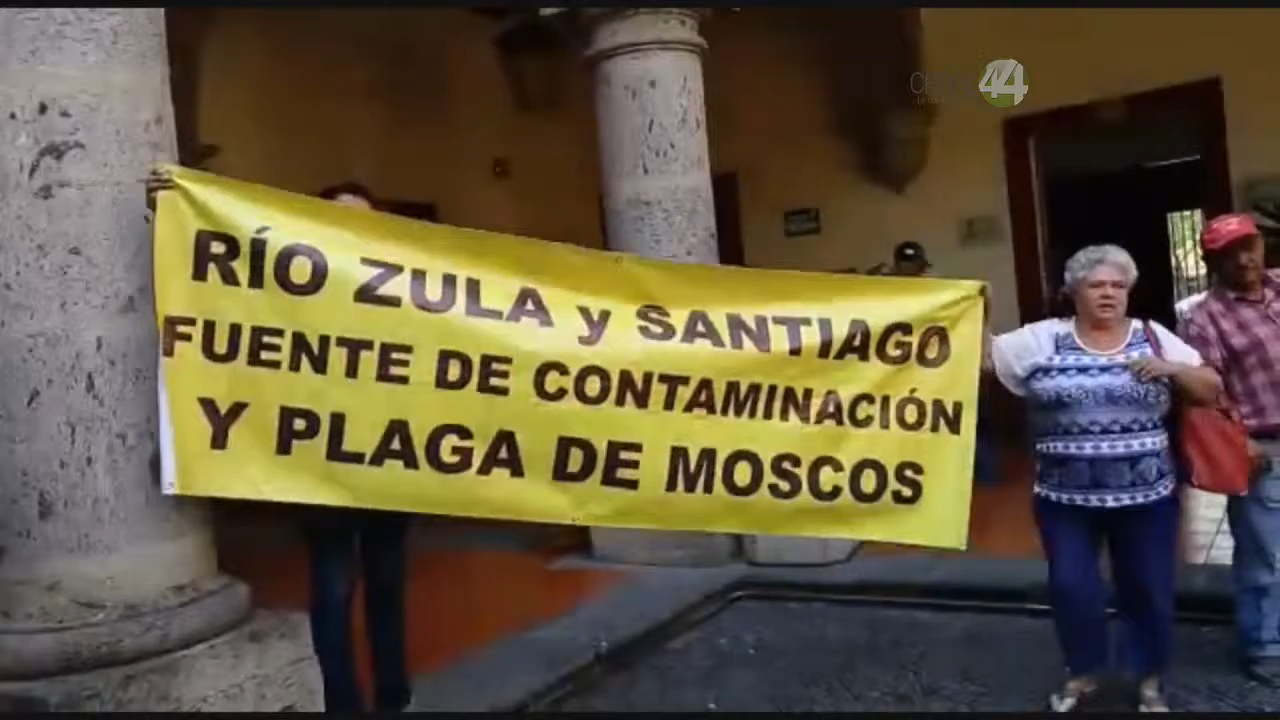 44
RÍO ZULA y SANTIAGO
FUENTE DE CONTAMINACIÓN
Y PLAGA DE MOSCOS